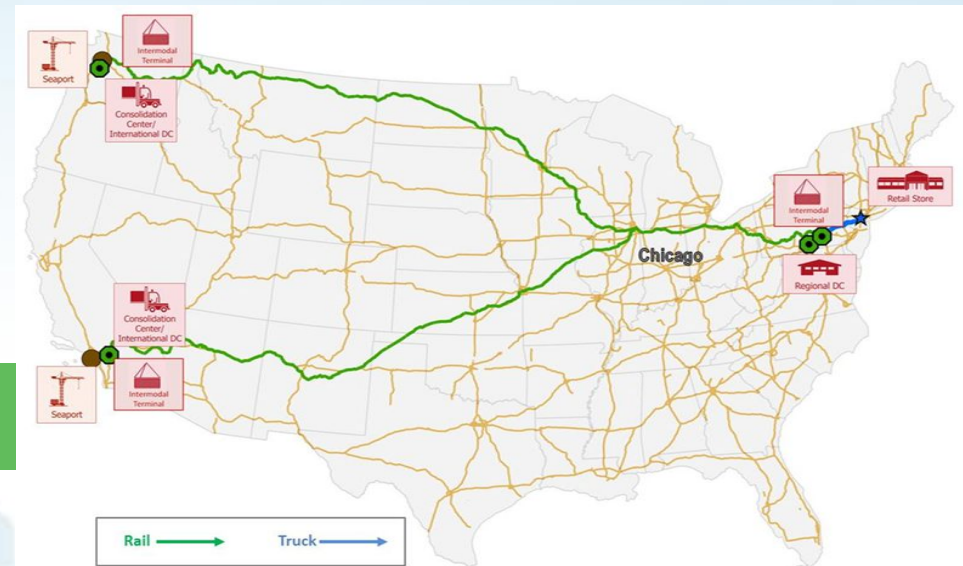 Seaport
Intermodal
Terminal
Consolidation
Center/
International DC
Intermodal
Terminal
Retail Store
Chicago
Regional DC
Consolidation
Center/
International DC
Seaport
Intermodal
Terminal
Rail
Truck